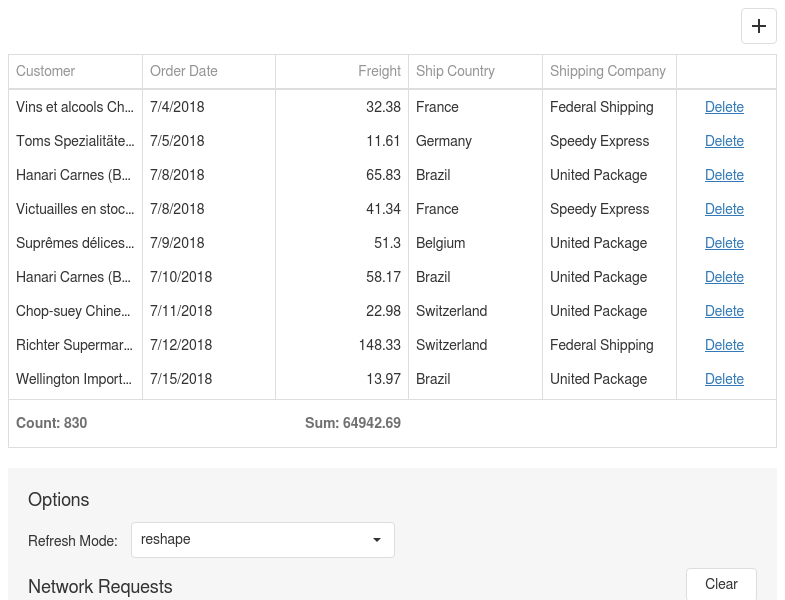 Customer Order Date Freight Ship Country Shipping Company
Vins et alcools Ch... 7/4/2018 32.38 France Federal Shipping Delete
Toms Spezialitäte... 7/5/2018 11.61 Germany Speedy Express Delete
Hanari Carnes (B... 7/8/2018 65.83 Brazil United Package Delete
Victuailles en stoc... 7/8/2018 41.34 France Speedy Express Delete
Suprêmes délices... 7/9/2018 51.3 Belgium United Package Delete
Hanari Carnes (B... 7/10/2018 58.17 Brazil United Package Delete
Chop-suey Chine... 7/11/2018 22.98 Switzerland United Package Delete
Richter Supermar... 7/12/2018 148.33 Switzerland Federal Shipping Delete
Wellington Import... 7/15/2018 13.97 Brazil United Package Delete
Count: 830 Sum: 64942.69
Options
Refresh Mode: reshape
Network Requests Clear